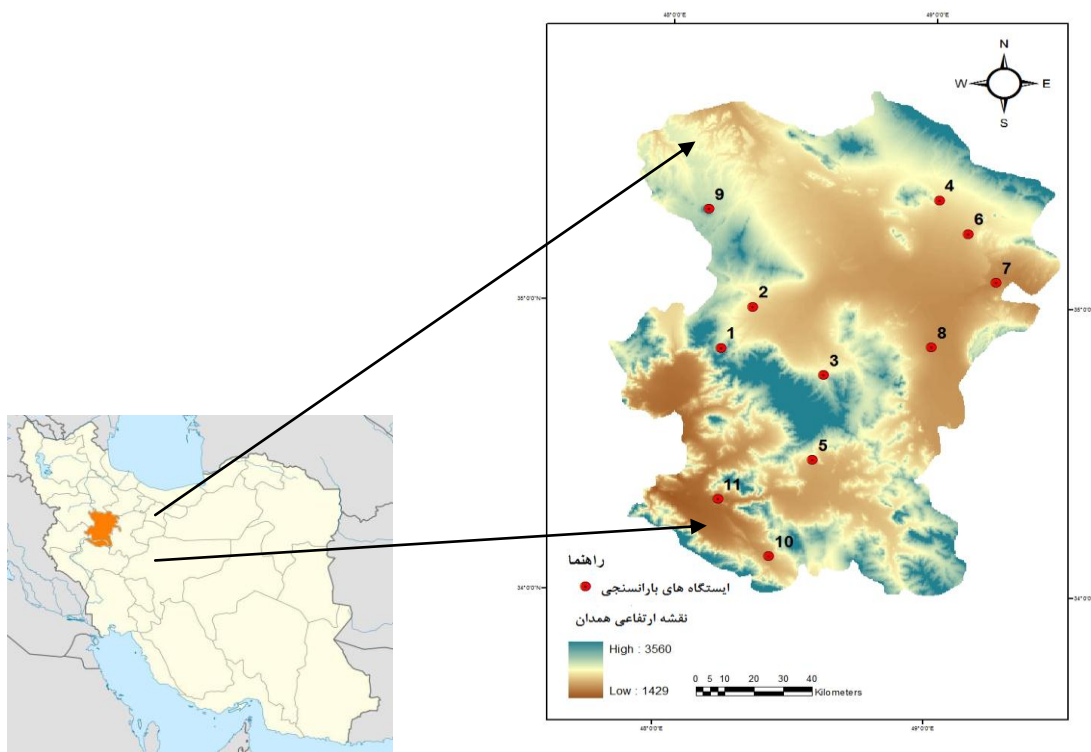 48°0'0"E 49°0'0"E
N
W E
S
4
9
6
7
35°0'0"N 35°0'0"N
2
1
8
3
5
11
10
راهنما
ایستگاه های بارانسنجی
34°0'0"N 34°0'0"N
نقشه ارتفاعی همدان
High : 3560
Low : 1429
0 5 10 20 30 40
Kilometers
48°0'0"E 49°0'0"E